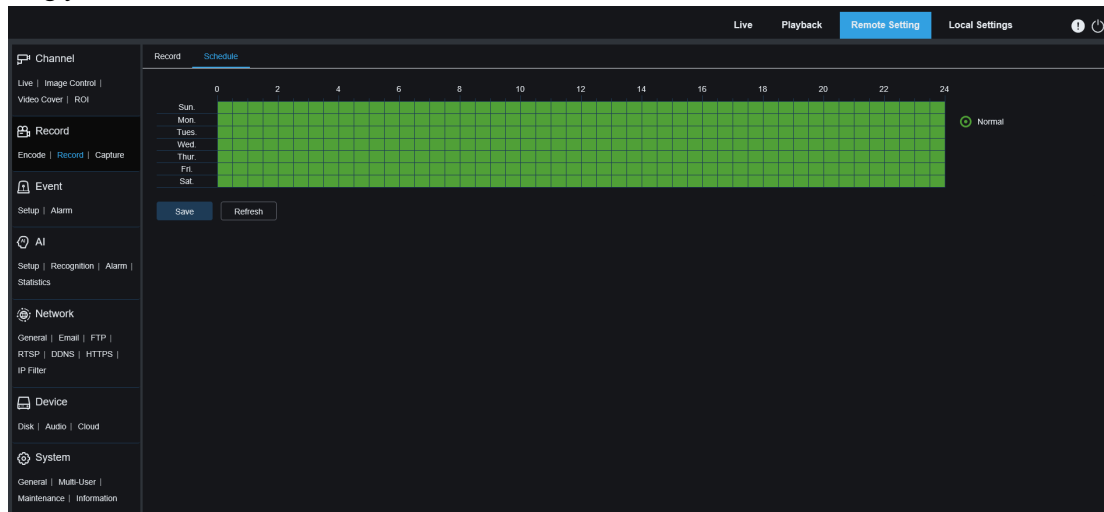 Live Playback Remote Setting Local Settings
Channel
Live | Image Control |
Video Cover | ROI
Record
Encode | Record | Capture
Event
Setup | Alarm
AI
Setup | Recognition | Alarm |
Statistics
Network
General | Email | FTP |
RTSP | DDNS | HTTPS |
IP Filter
Device
Disk | Audio | Cloud
System
General | Multi-User |
Maintenance | Information
Record Schedule
0 2 4 6 8 10 12 14 16 18 20 22 24
Sun.
Mon.
Tues.
Wed.
Thur.
Fri.
Sat.
Normal
Save Refresh